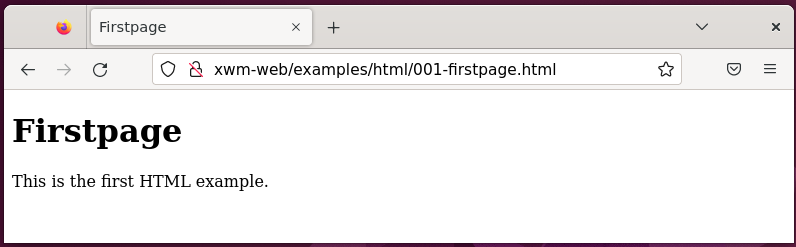 Firstpage
xwm-web/examples/html/001-firstpage.html
Firstpage
This is the first HTML example.